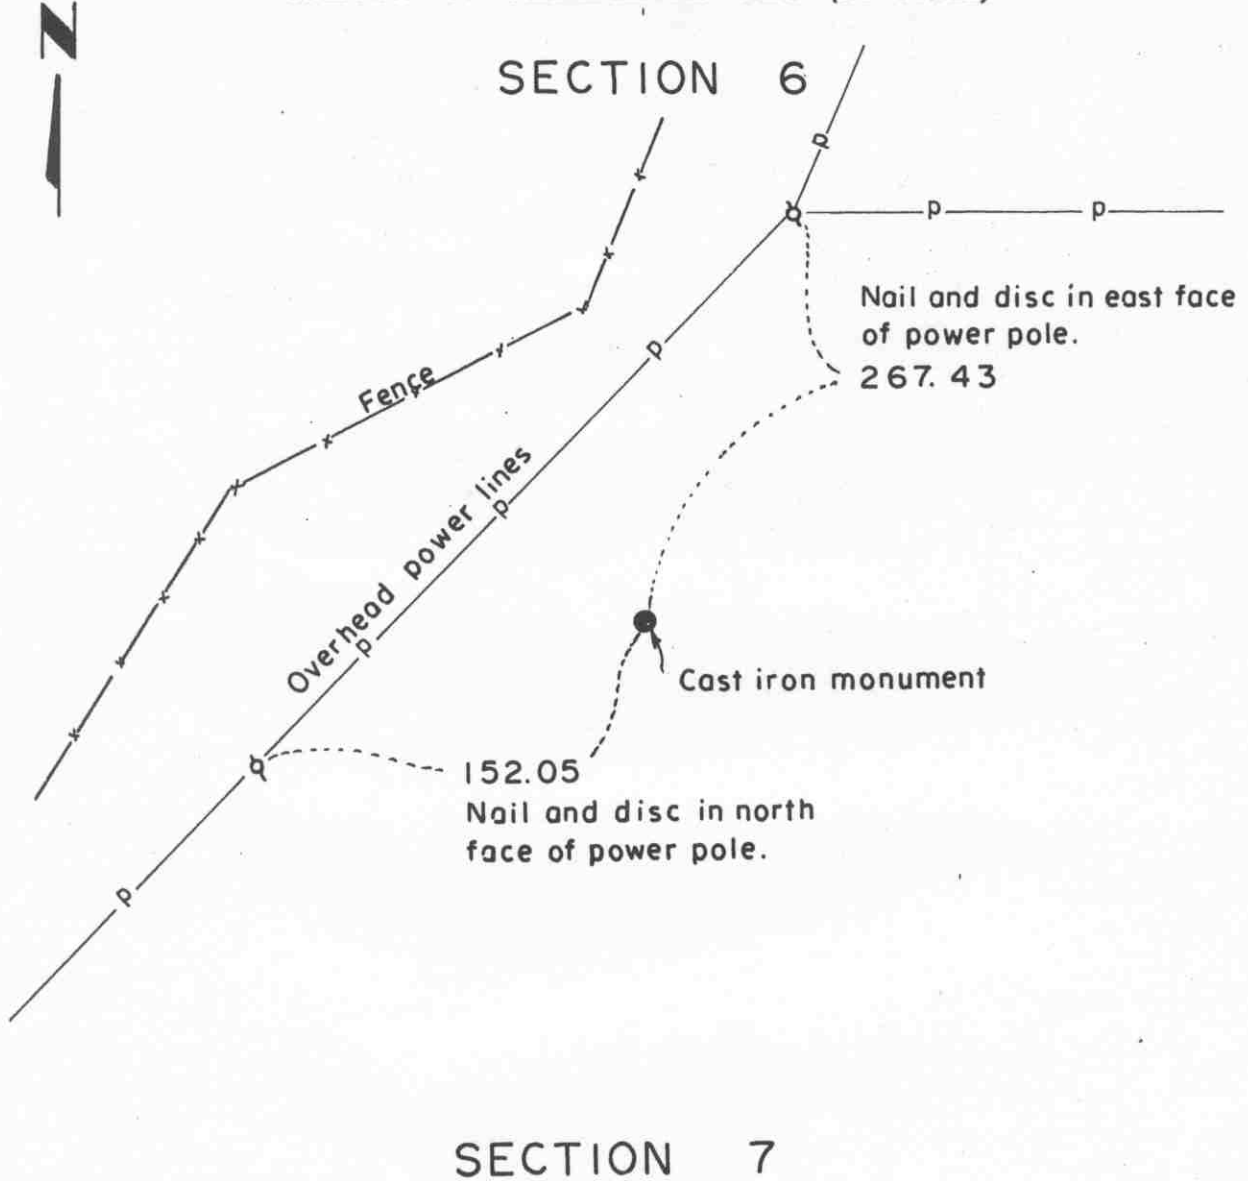 N
SECTION 6
p
p p
Nail and disc in east face
of power pole.
267.43
p
Fence
Overhead power lines
p
p
Cast iron monument
152.05
Nail and disc in north
face of power pole.
p
SECTION 7